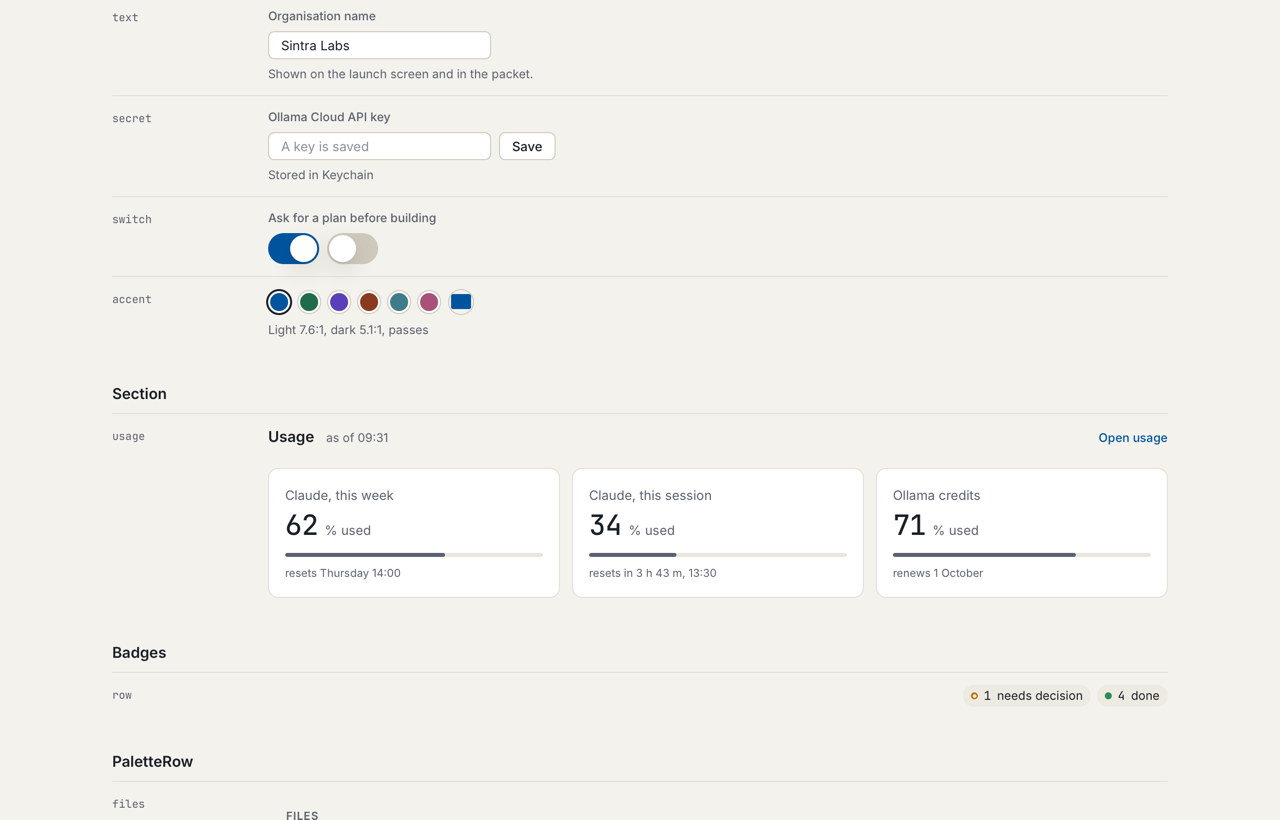 text
Organisation name
Sintra Labs
Shown on the launch screen and in the packet.
secret
Ollama Cloud API key
A key is saved
Save
Stored in Keychain
switch
Ask for a plan before building
accent
Light 7.6:1, dark 5.1:1, passes
Section
usage
Usage as of 09:31
Open usage
Claude, this week
62 % used
resets Thursday 14:00
Claude, this session
34 % used
resets in 3 h 43 m, 13:30
Ollama credits
71 % used
renews 1 October
Badges
row
1 needs decision
4 done
PaletteRow
files
FILES